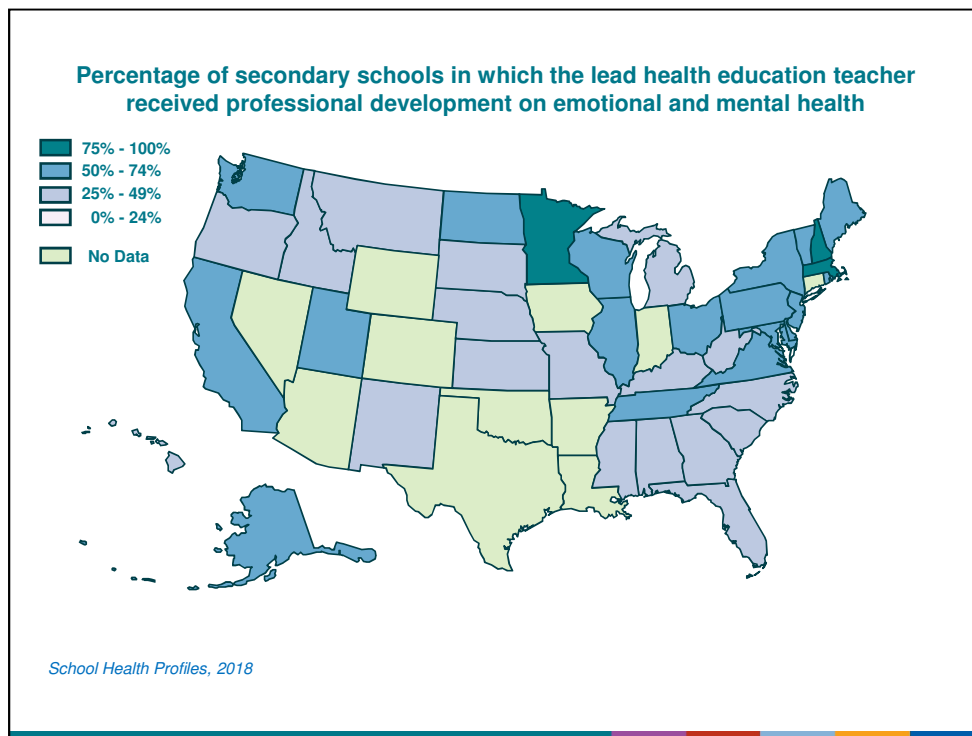 Percentage of secondary schools in which the lead health education teacher
received professional development on emotional and mental health
75% - 100%
50% - 74%
25% - 49%
0% - 24%
No Data
School Health Profiles, 2018